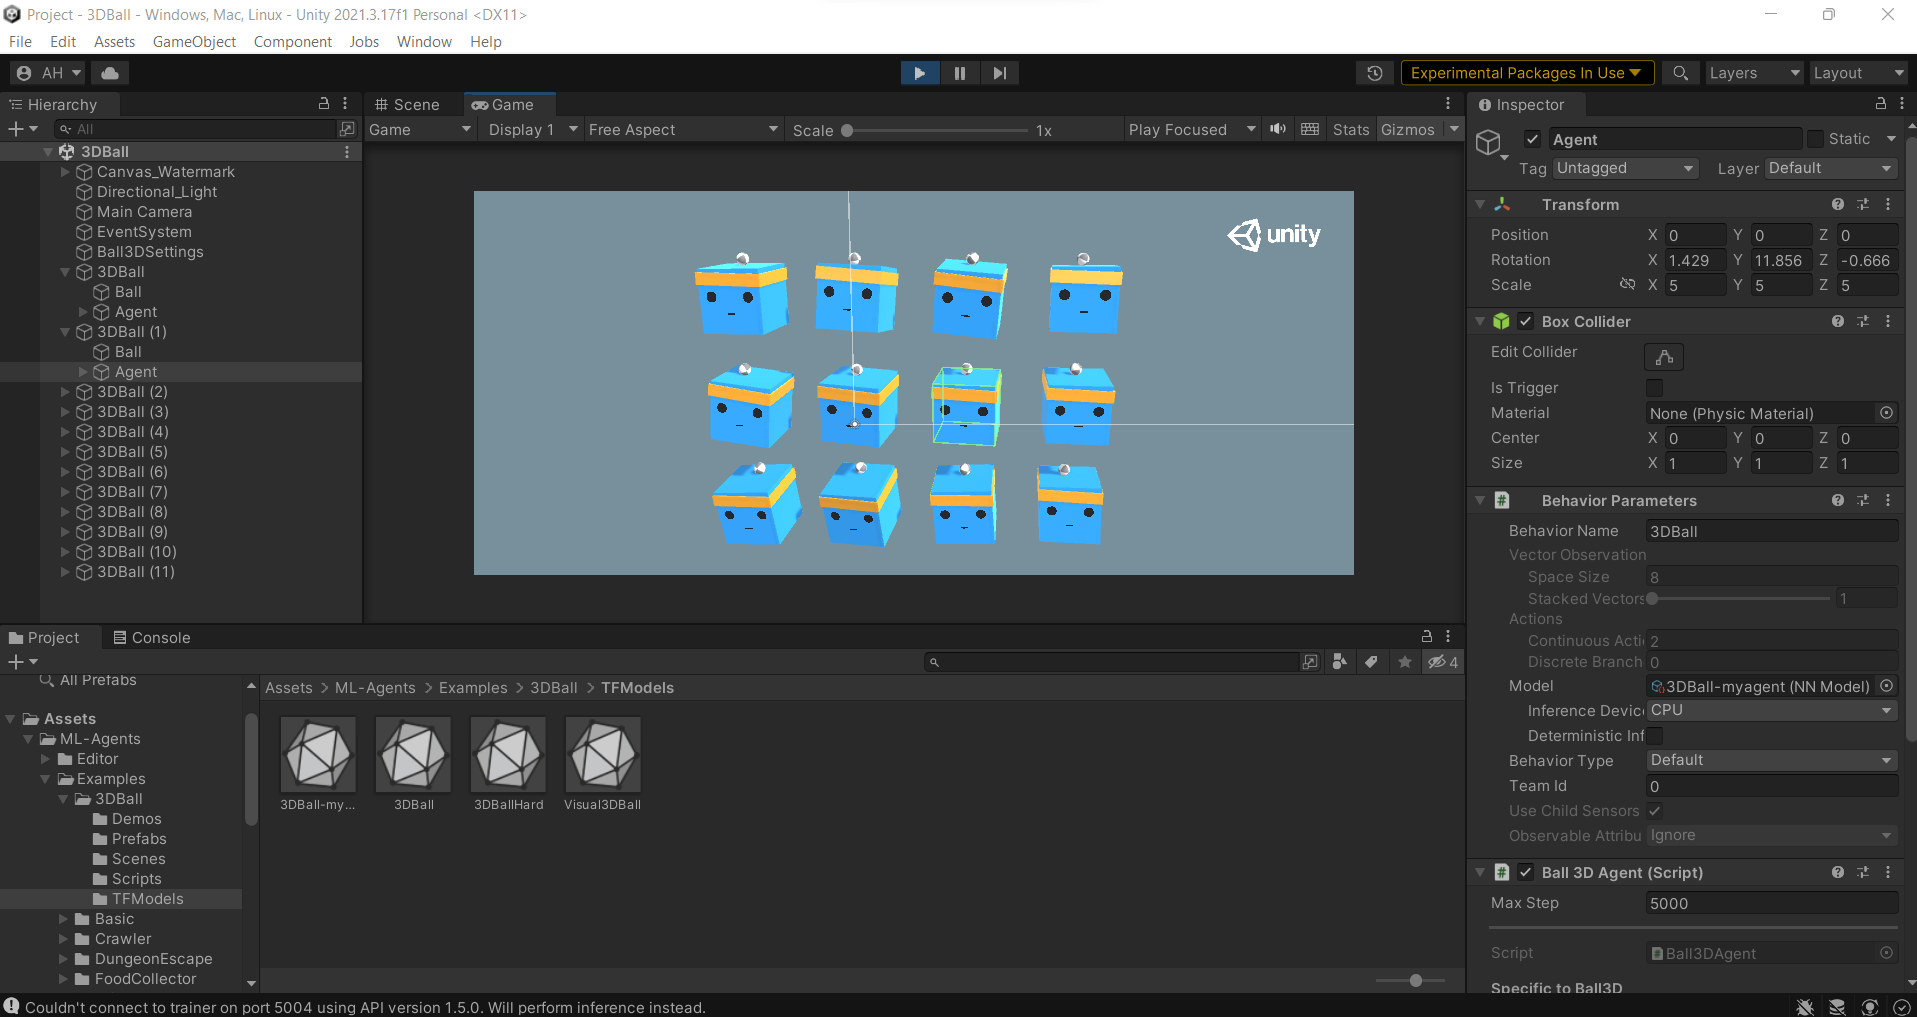 Project - 3DBall - Windows, Mac, Linux - Unity 2021.3.17f1 Personal <DX11>
File Edit Assets GameObject Component Jobs Window Help
AH Experimental Packages In Use Layers Layout
Hierarchy
All
3DBall
Canvas_Watermark
Directional_Light
Main Camera
EventSystem
Ball3DSettings
3DBall
Ball
Agent
3DBall (1)
Ball
Agent
3DBall (2)
3DBall (3)
3DBall (4)
3DBall (5)
3DBall (6)
3DBall (7)
3DBall (8)
3DBall (9)
3DBall (10)
3DBall (11)
Scene Game
Game Display 1 Free Aspect Scale 1x Play Focused Stats Gizmos
unity
Inspector
Agent Static
Tag Untagged Layer Default
Transform
Position X 0 Y 0 Z 0
Rotation X 1.429 Y 11.856 Z -0.666
Scale X 5 Y 5 Z 5
Box Collider
Edit Collider
Is Trigger
Material None (Physic Material)
Center X 0 Y 0 Z 0
Size X 1 Y 1 Z 1
Behavior Parameters
Behavior Name 3DBall
Vector Observation
Space Size 8
Stacked Vectors 1
Actions
Continuous Acti 2
Discrete Branch 0
Model 3DBall-myagent (NN Model)
Inference Devic CPU
Deterministic Inf
Behavior Type Default
Team Id 0
Use Child Sensors
Observable Attribu Ignore
Ball 3D Agent (Script)
Max Step 5000
Script Ball3DAgent
Specific to Ball3D
Project Console
4
All Prefabs
Assets
ML-Agents
Editor
Examples
3DBall
Demos
Prefabs
Scenes
Scripts
TFModels
Basic
Crawler
DungeonEscape
FoodCollector
Assets > ML-Agents > Examples > 3DBall > TFModels
3DBall-my... 3DBall 3DBallHard Visual3DBall
Couldn't connect to trainer on port 5004 using API version 1.5.0. Will perform inference instead.